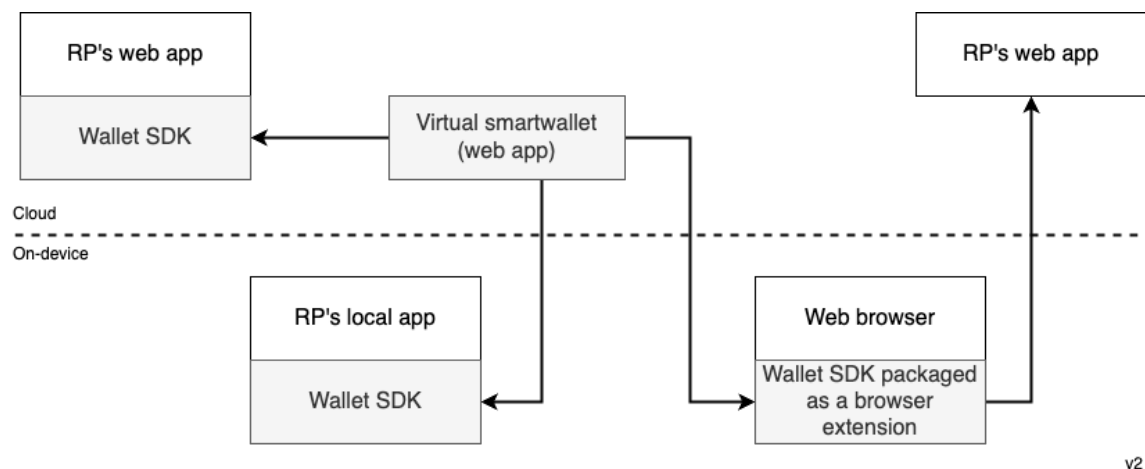 RP's web app
Wallet SDK
Virtual smartwallet
(web app)
RP's web app
Cloud
On-device
RP's local app
Wallet SDK
Web browser
Wallet SDK packaged
as a browser
extension
v2